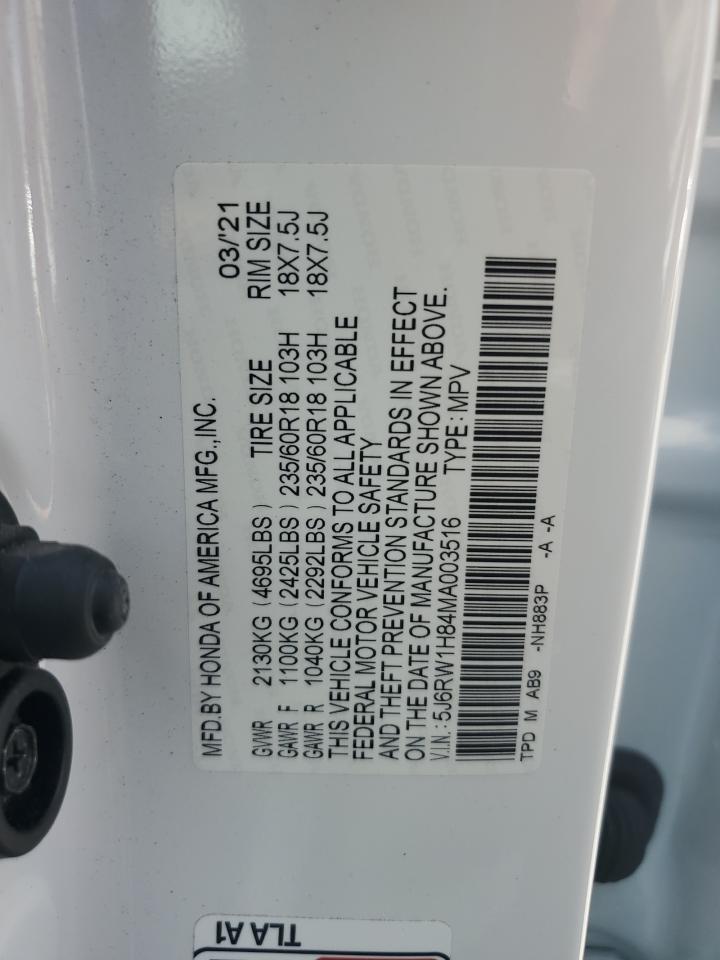 MFD.BY HONDA OF AMERICA MFG.,INC. 03/'21
GVWR 2130KG (4695LBS) TIRE SIZE RIM SIZE
GAWR F 1100KG (2425LBS) 235/60R18 103H 18X7.5J
GAWR R 1040KG (2292LBS) 235/60R18 103H 18X7.5J
THIS VEHICLE CONFORMS TO ALL APPLICABLE
FEDERAL MOTOR VEHICLE SAFETY
AND THEFT PREVENTION STANDARDS IN EFFECT
ON THE DATE OF MANUFACTURE SHOWN ABOVE.
V.I.N.: 5J6RW1H84MA003516 TYPE: MPV
TPD M AB9 -NH883P -A -A
TLA A1